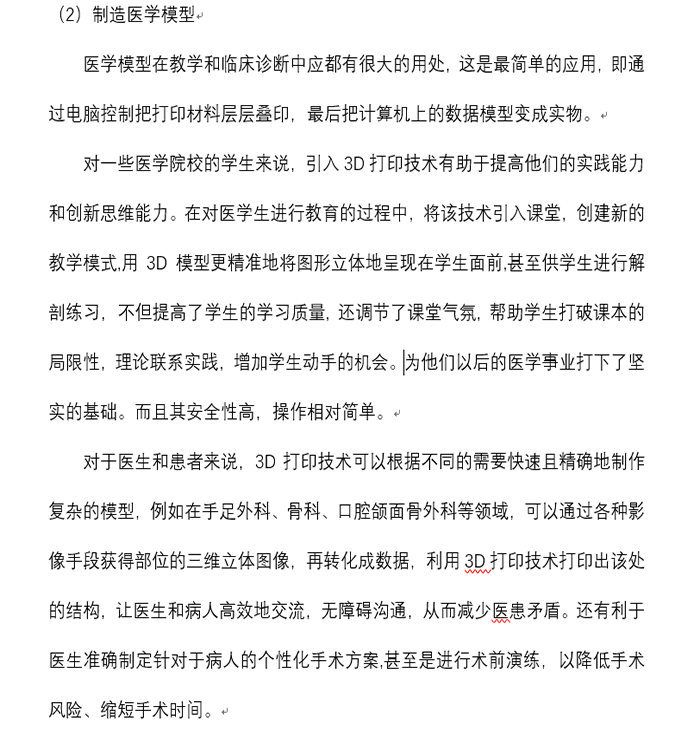 （2）制造医学模型
医学模型在教学和临床诊断中应都有很大的用处，这是最简单的应用，即通
过电脑控制把打印材料层层叠印，最后把计算机上的数据模型变成实物。
对一些医学院校的学生来说，引入 3D 打印技术有助于提高他们的实践能力
和创新思维能力。在对医学生进行教育的过程中，将该技术引入课堂，创建新的
教学模式,用 3D 模型更精准地将图形立体地呈现在学生面前,甚至供学生进行解
剖练习，不但提高了学生的学习质量，还调节了课堂气氛，帮助学生打破课本的
局限性，理论联系实践，增加学生动手的机会。为他们以后的医学事业打下了坚
实的基础。而且其安全性高，操作相对简单。
对于医生和患者来说，3D 打印技术可以根据不同的需要快速且精确地制作
复杂的模型，例如在手足外科、骨科、口腔颌面骨外科等领域，可以通过各种影
像手段获得部位的三维立体图像，再转化成数据，利用 3D 打印技术打印出该处
的结构，让医生和病人高效地交流，无障碍沟通，从而减少医患矛盾。还有利于
医生准确制定针对于病人的个性化手术方案,甚至是进行术前演练，以降低手术
风险、缩短手术时间。